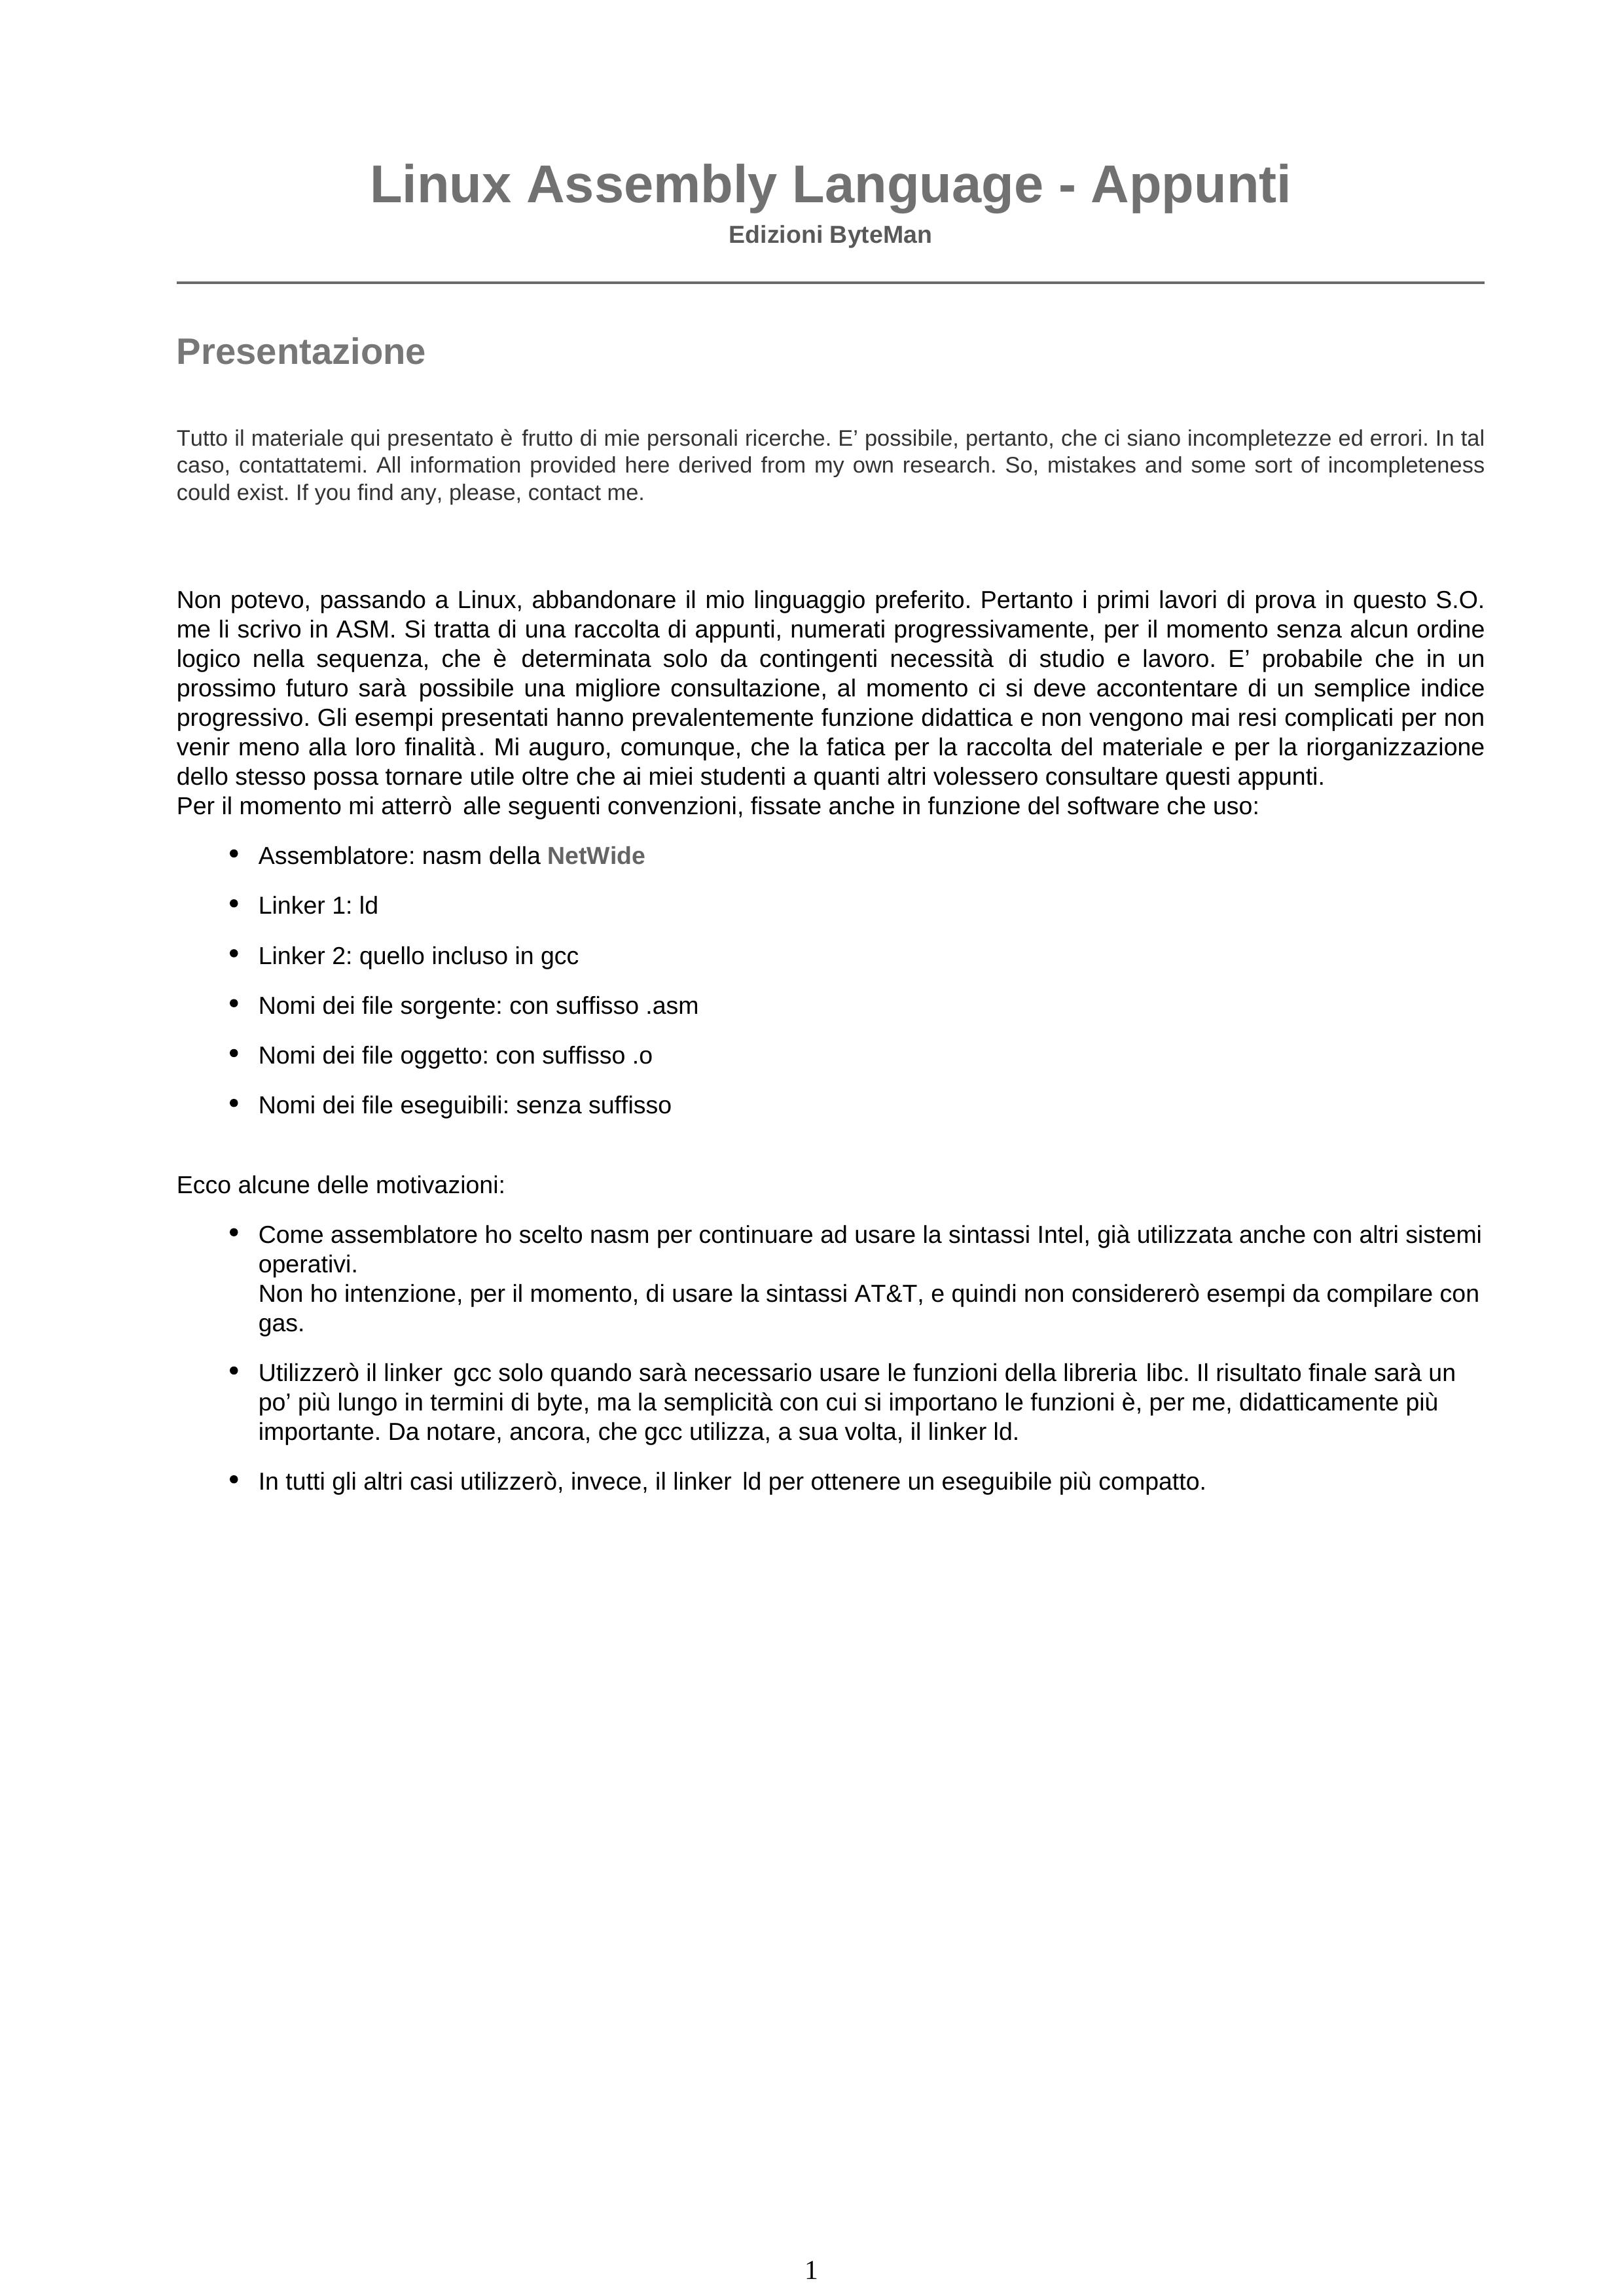 Linux Assembly Language - Appunti
Edizioni ByteMan
Presentazione
Tutto il materiale qui presentato è frutto di mie personali ricerche. E’ possibile, pertanto, che ci siano incompletezze ed errori. In tal
caso, contattatemi. All information provided here derived from my own research. So, mistakes and some sort of incompleteness
could exist. If you find any, please, contact me.
Non potevo, passando a Linux, abbandonare il mio linguaggio preferito. Pertanto i primi lavori di prova in questo S.O.
me li scrivo in ASM. Si tratta di una raccolta di appunti, numerati progressivamente, per il momento senza alcun ordine
logico nella sequenza, che è determinata solo da contingenti necessità di studio e lavoro. E’ probabile che in un
prossimo futuro sarà possibile una migliore consultazione, al momento ci si deve accontentare di un semplice indice
progressivo. Gli esempi presentati hanno prevalentemente funzione didattica e non vengono mai resi complicati per non
venir meno alla loro finalità. Mi auguro, comunque, che la fatica per la raccolta del materiale e per la riorganizzazione
dello stesso possa tornare utile oltre che ai miei studenti a quanti altri volessero consultare questi appunti.
Per il momento mi atterrò alle seguenti convenzioni, fissate anche in funzione del software che uso:
• Assemblatore: nasm della NetWide
• Linker 1: ld
• Linker 2: quello incluso in gcc
• Nomi dei file sorgente: con suffisso .asm
• Nomi dei file oggetto: con suffisso .o
• Nomi dei file eseguibili: senza suffisso
Ecco alcune delle motivazioni:
• Come assemblatore ho scelto nasm per continuare ad usare la sintassi Intel, già utilizzata anche con altri sistemi
operativi.
Non ho intenzione, per il momento, di usare la sintassi AT&T, e quindi non considererò esempi da compilare con
gas.
• Utilizzerò il linker gcc solo quando sarà necessario usare le funzioni della libreria libc. Il risultato finale sarà un
po’ più lungo in termini di byte, ma la semplicità con cui si importano le funzioni è, per me, didatticamente più
importante. Da notare, ancora, che gcc utilizza, a sua volta, il linker ld.
• In tutti gli altri casi utilizzerò, invece, il linker ld per ottenere un eseguibile più compatto.
1